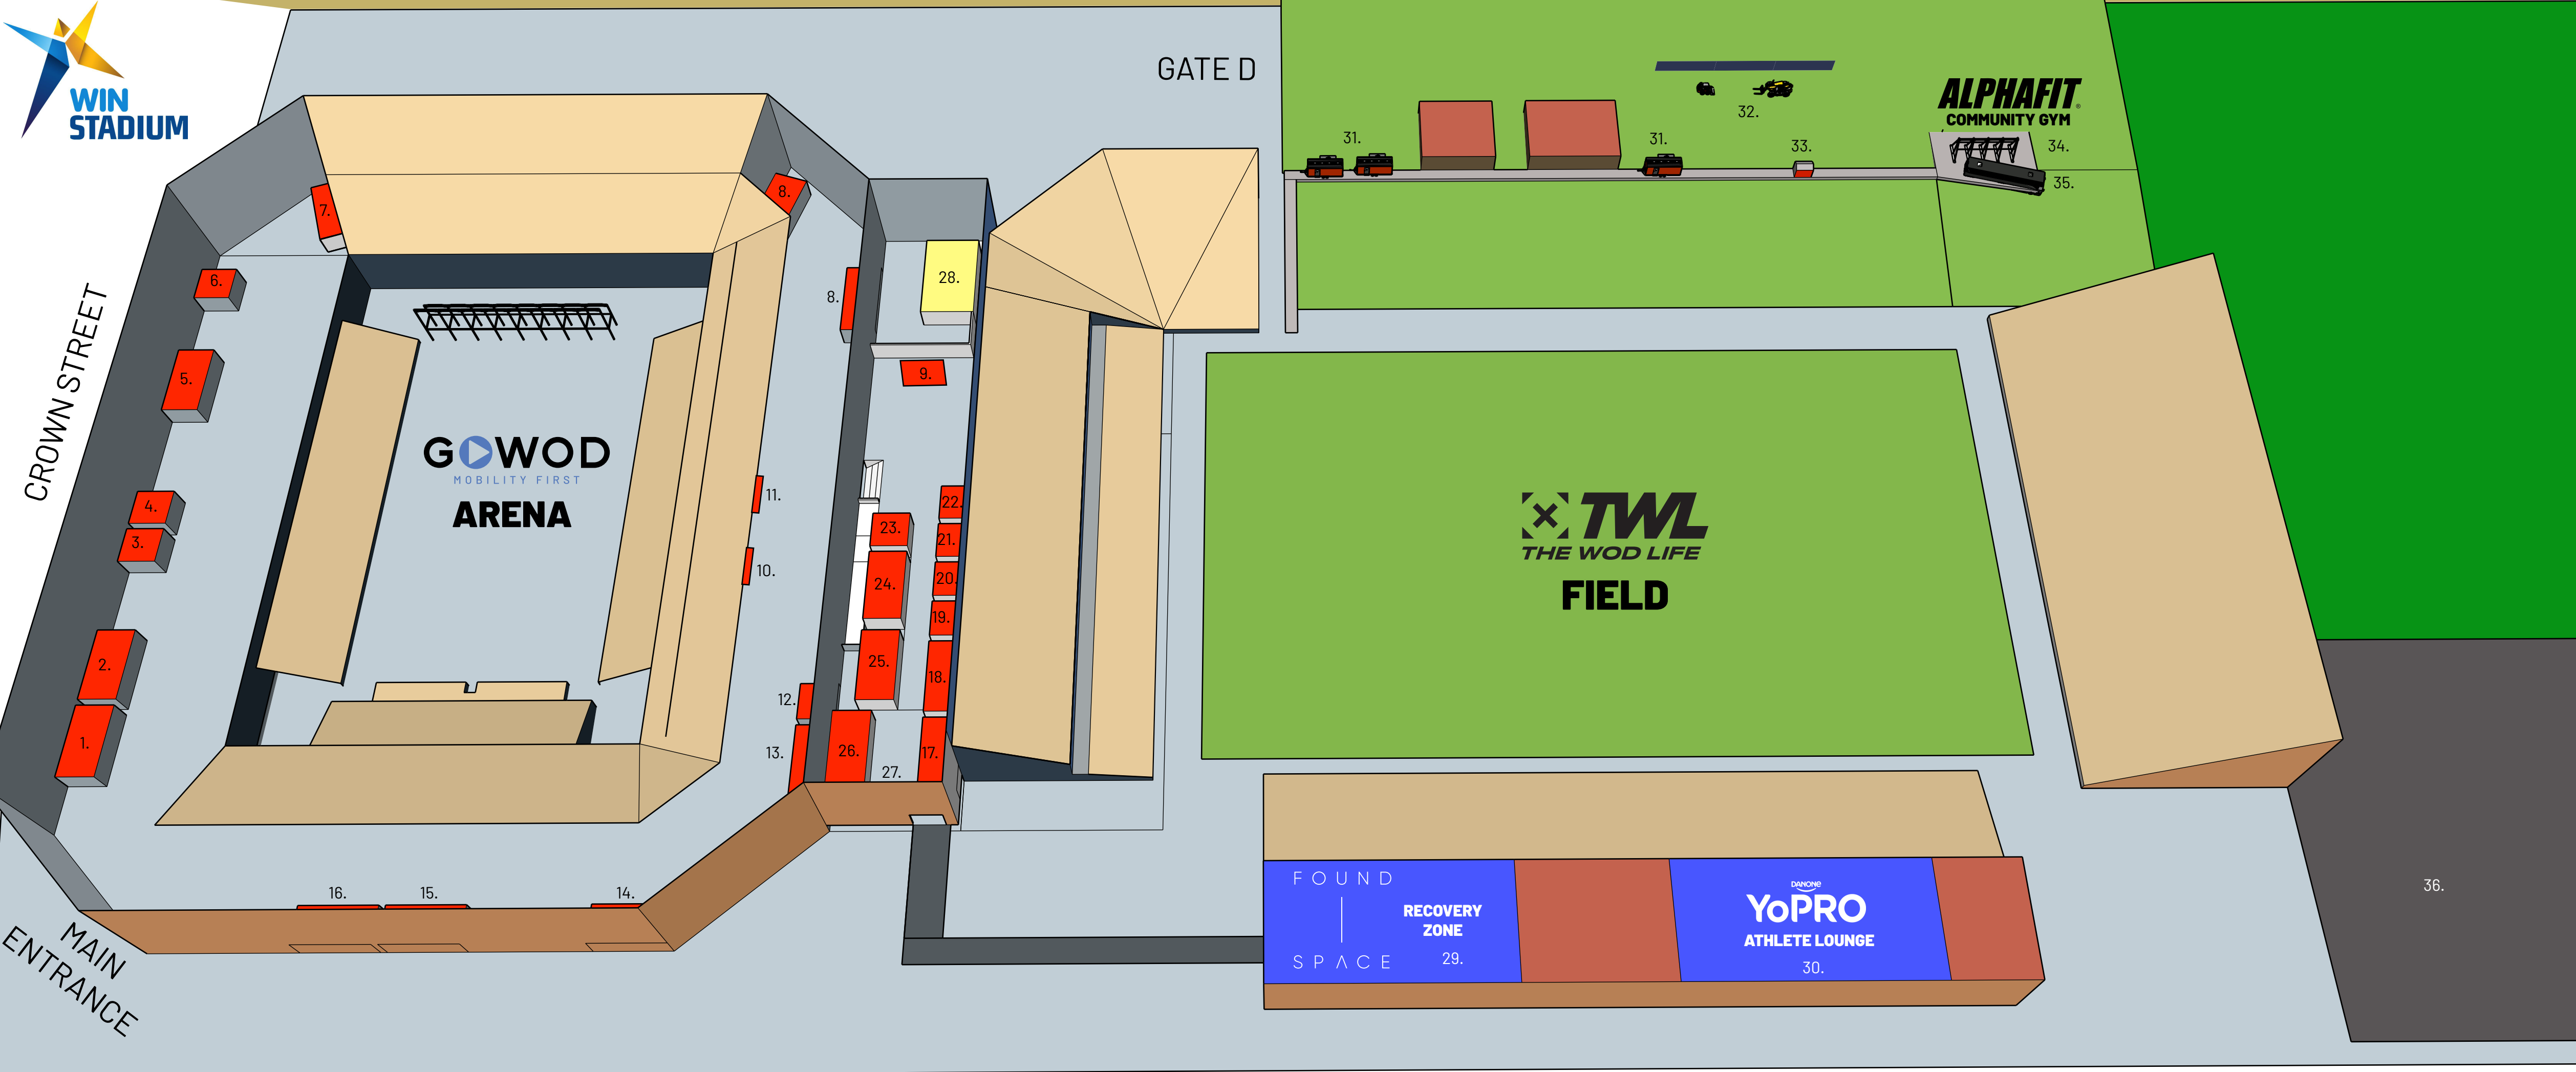 WIN
STADIUM
GATE D
ALPHAFIT
COMMUNITY GYM
32.
31.
31.
33.
34.
35.
7.
8.
6.
28.
8.
CROWN STREET
5.
9.
GOWOD
MOBILITY FIRST
ARENA
11.
10.
4.
3.
22.
23.
21.
20.
24.
19.
TWL
THE WOD LIFE
FIELD
2.
25.
18.
12.
1.
13.
26.
17.
27.
16.
15.
14.
MAIN
ENTRANCE
FOUND
SPACE
RECOVERY
ZONE
29.
DANONE
YoPRO
ATHLETE LOUNGE
30.
36.